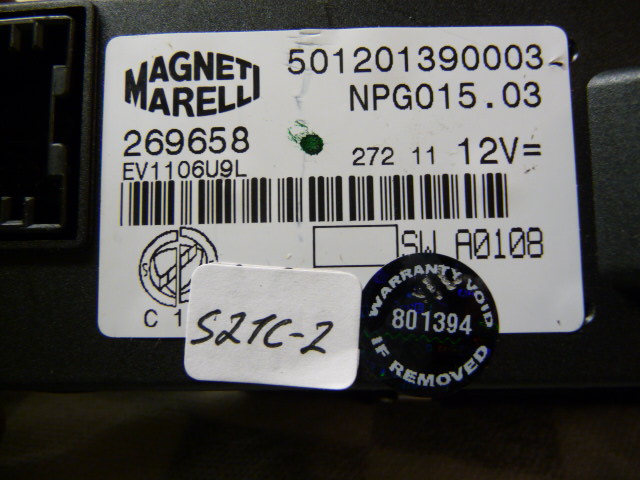 MAGNETI
MARELLI
501201390003
NPG015.03
269658
EV1106U9L
272 11 12V=
SW A0108
C 1
S2TC-2
WARRANTY VOID
801394
IF REMOVED